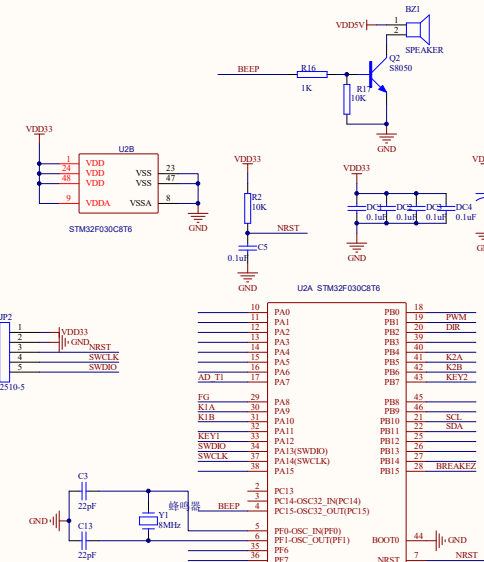 BZ1
VDD5V
1
2
SPEAKER
Q2
S8050
BEEP
R16
1K
R17
10K
GND
VDD33
U2B
1 VDD
24 VDD
48 VDD
9 VDDA
VSS 23
VSS 47
VSSA 8
STM32F030C8T6
GND
VDD33
R2
10K
NRST
C5
0.1uF
GND
VDD33
DC1 DC2 DC3 DC4
0.1uF 0.1uF 0.1uF 0.1uF
GND
JP2
1 VDD33
2 GND
3 NRST
4 SWCLK
5 SWDIO
2510-5
U2A STM32F030C8T6
10 PA0 PB0 18
11 PA1 PB1 19 PWM
12 PA2 PB2 20 DIR
13 PA3 PB3 39
14 PA4 PB4 40
15 PA5 PB5 41 K2A
16 PA6 PB6 42 K2B
AD_T1 17 PA7 PB7 43 KEY2
FG 29 PA8 PB8 45
K1A 30 PA9 PB9 46
K1B 31 PA10 PB10 21 SCL
32 PA11 PB11 22 SDA
KEY1 33 PA12 PB12 25
SWDIO 34 PA13(SWDIO) PB13 26
SWCLK 37 PA14(SWCLK) PB14 27
38 PA15 PB15 28 BREAKEZ
2 PC13
3 PC14-OSC32_IN(PC14)
蜂鸣器 BEEP 4 PC15-OSC32_OUT(PC15)
5 PF0-OSC_IN(PF0)
6 PF1-OSC_OUT(PF1) BOOT0 44 GND
35 PF6
36 PF7 NRST 7 NRST
C3
22pF
Y1
8MHz
GND
C13
22pF